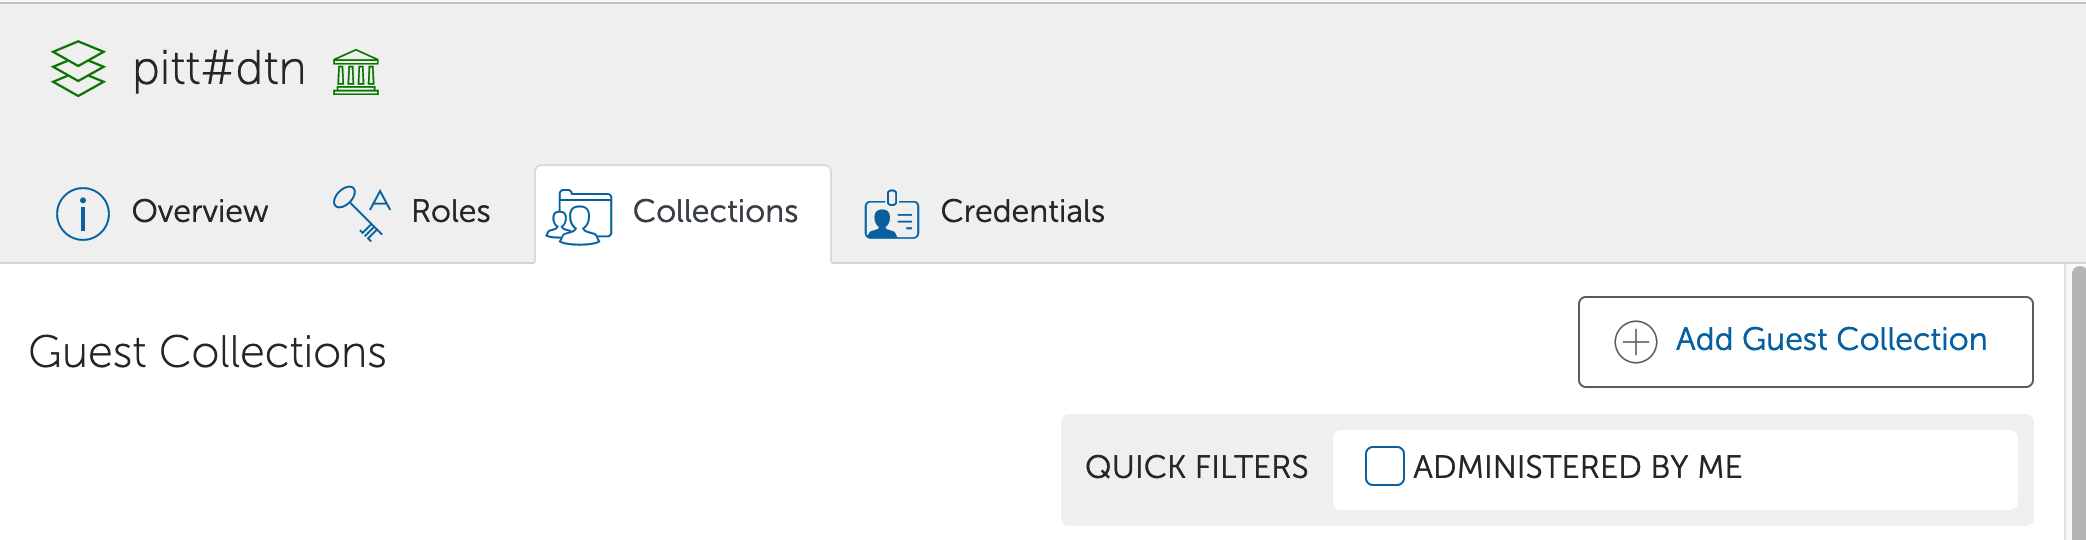 pitt#dtn
Overview Roles Collections Credentials
Guest Collections
Add Guest Collection
QUICK FILTERS ADMINISTERED BY ME